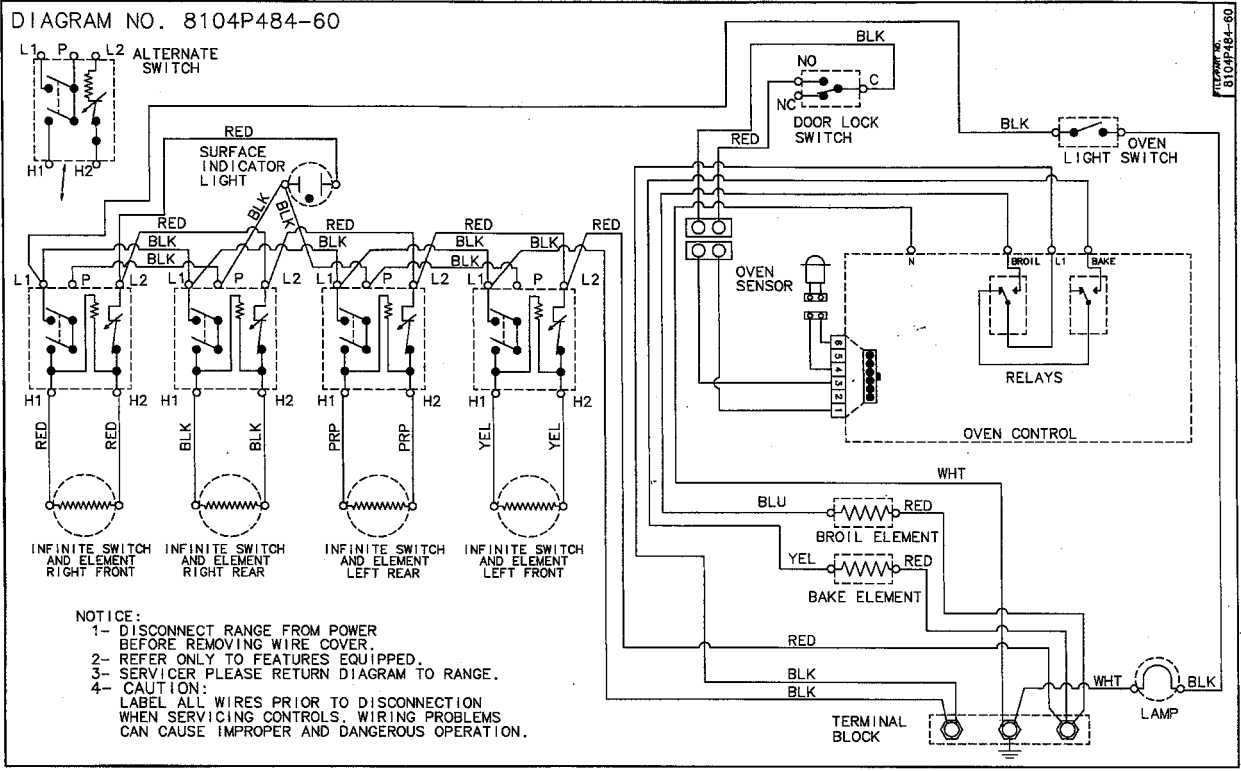 DIAGRAM NO. 8104P484-60
L1 P L2
ALTERNATE
SWITCH
H1 H2
8104P484-60
BLK
NO
C
NC
DOOR LOCK
SWITCH
RED
BLK
OVEN
LIGHT SWITCH
RED
SURFACE
INDICATOR
LIGHT
BLK
BLK
RED
BLK
BLK
RED
BLK
RED
BLK
BLK
RED
BLK
L1 P L2
L1 P L2
L1 P L2
L1 P L2
H1 H2
H1 H2
H1 H2
H1 H2
RED RED
BLK BLK
PRP PRP
YEL YEL
INFINITE SWITCH
AND ELEMENT
RIGHT FRONT
INFINITE SWITCH
AND ELEMENT
RIGHT REAR
INFINITE SWITCH
AND ELEMENT
LEFT REAR
INFINITE SWITCH
AND ELEMENT
LEFT FRONT
OVEN
SENSOR
N
BROIL
L1
BAKE
6
5
4
3
2
1
RELAYS
OVEN CONTROL
WHT
BLU
RED
BROIL ELEMENT
YEL
RED
BAKE ELEMENT
RED
BLK
BLK
WHT
BLK
LAMP
TERMINAL
BLOCK
NOTICE:
1- DISCONNECT RANGE FROM POWER
BEFORE REMOVING WIRE COVER.
2- REFER ONLY TO FEATURES EQUIPPED.
3- SERVICER PLEASE RETURN DIAGRAM TO RANGE.
4- CAUTION:
LABEL ALL WIRES PRIOR TO DISCONNECTION
WHEN SERVICING CONTROLS. WIRING PROBLEMS
CAN CAUSE IMPROPER AND DANGEROUS OPERATION.